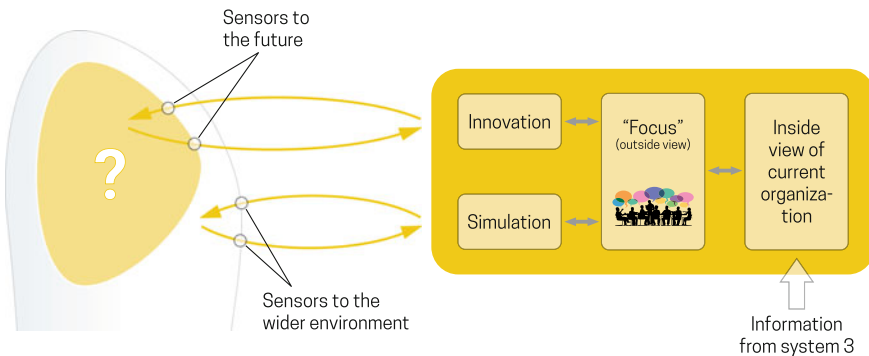 Sensors to
the future
?
Innovation
Simulation
“Focus”
(outside view)
Inside
view of
current
organiza-
tion
Sensors to the
wider environment
Information
from system 3